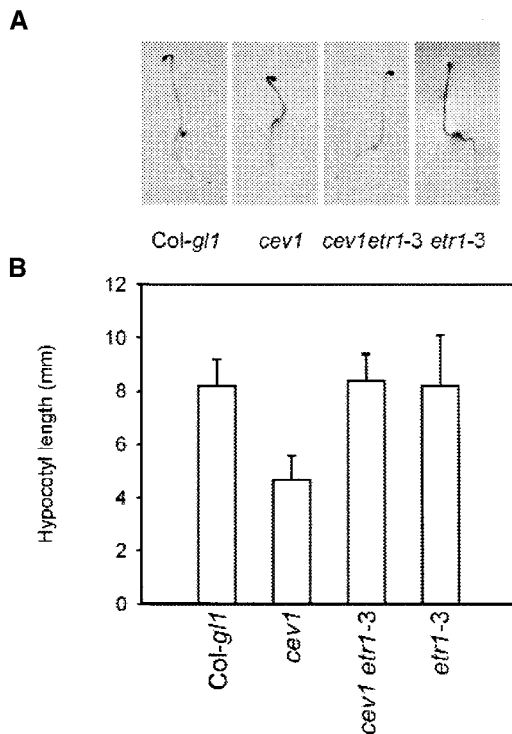 A
Col-gl1 cev1 cev1etr1-3 etr1-3
B
Hypocotyl length (mm)
12
10
8
6
4
2
0
Col-gl1
cev1
cev1 etr1-3
etr1-3